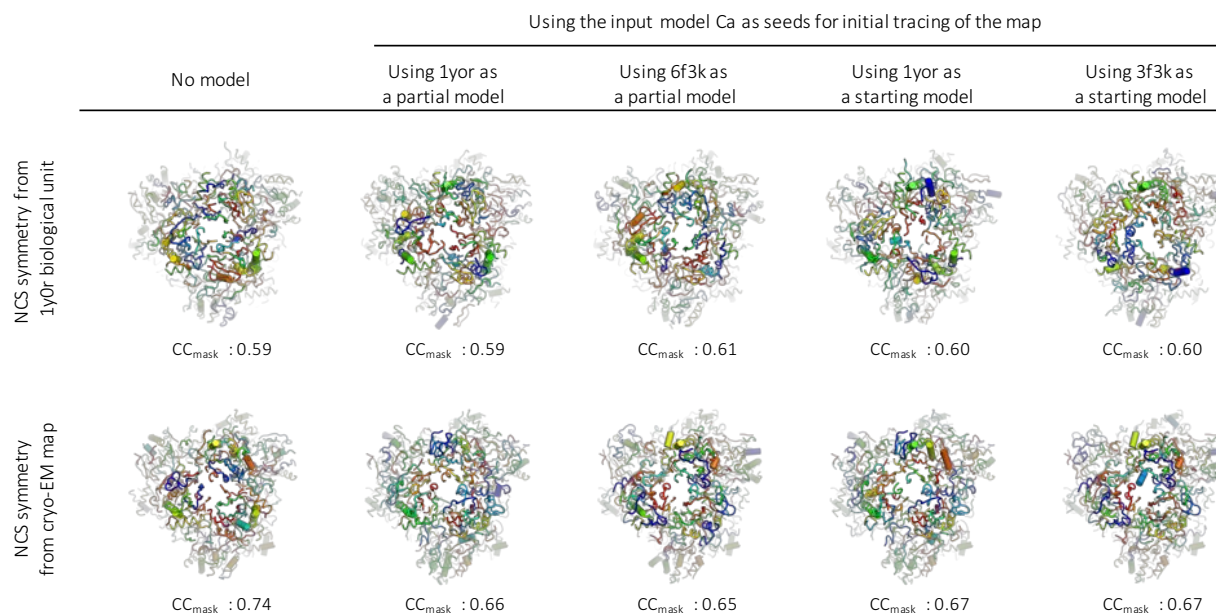 Using the input model Ca as seeds for initial tracing of the map
No model
Using 1yor as
a partial model
Using 6f3k as
a partial model
Using 1yor as
a starting model
Using 3f3k as
a starting model
NCS symmetry from
1y0r biological unit
CCmask : 0.59
CCmask : 0.59
CCmask : 0.61
CCmask : 0.60
CCmask : 0.60
NCS symmetry
from cryo-EM map
CCmask : 0.74
CCmask : 0.66
CCmask : 0.65
CCmask : 0.67
CCmask : 0.67